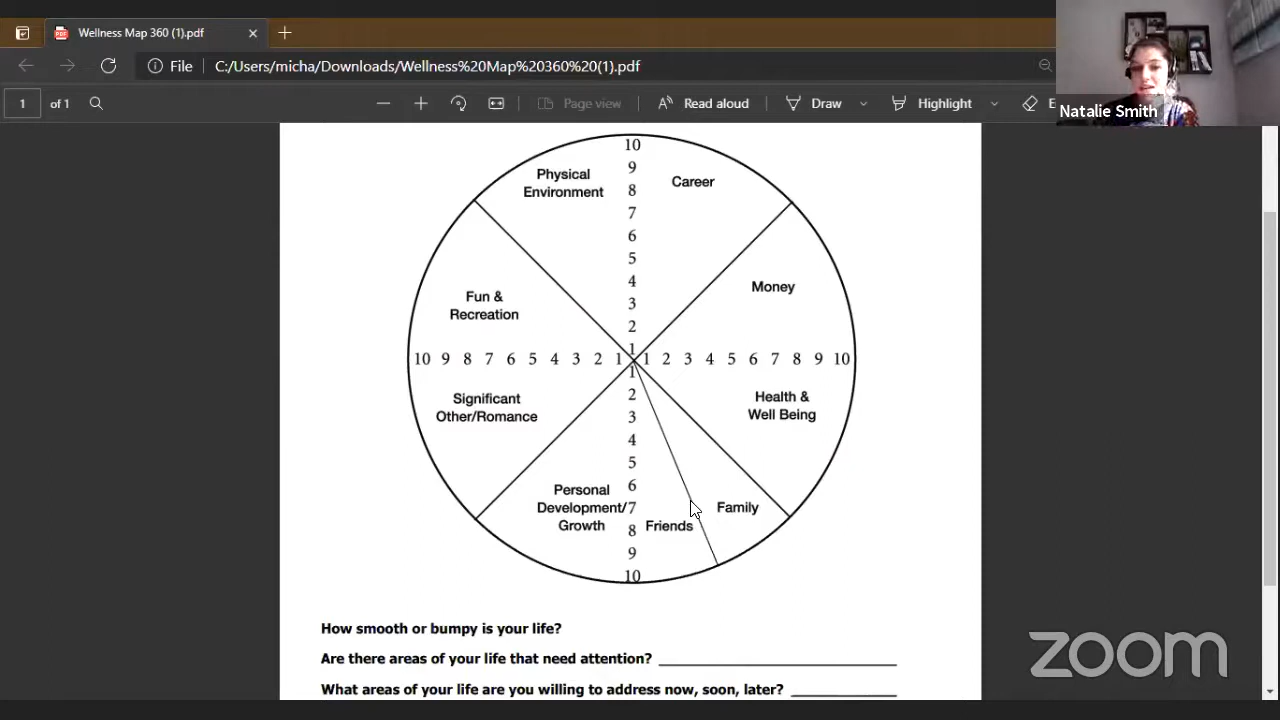 Wellness Map 360 (1).pdf
File
C:/Users/micha/Downloads/Wellness%20Map%20360%20(1).pdf
1 of 1
Page view
Read aloud
Draw
Highlight
Natalie Smith
10
9
8
7
6
5
4
3
2
1
Physical
Environment
Career
Fun &
Recreation
Money
10 9 8 7 6 5 4 3 2 1 1 2 3 4 5 6 7 8 9 10
Significant
Other/Romance
Health &
Well Being
1
2
3
4
5
6
7
8
9
10
Personal
Development/
Growth
Friends
Family
How smooth or bumpy is your life?
Are there areas of your life that need attention?
What areas of your life are you willing to address now, soon, later?
zoom